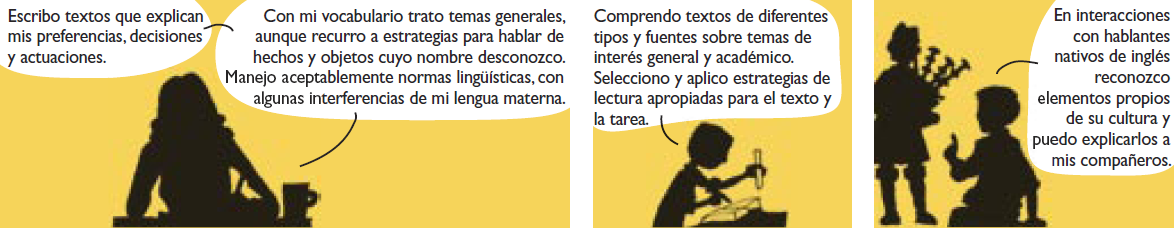 Escribo textos que explican
mis preferencias, decisiones
y actuaciones.
Con mi vocabulario trato temas generales,
aunque recurro a estrategias para hablar de
hechos y objetos cuyo nombre desconozco.
Manejo aceptablemente normas lingüísticas, con
algunas interferencias de mi lengua materna.
Comprendo textos de diferentes
tipos y fuentes sobre temas de
interés general y académico.
Selecciono y aplico estrategias de
lectura apropiadas para el texto y
la tarea.
En interacciones
con hablantes
nativos de inglés
reconozco
elementos propios
de su cultura y
puedo explicarlos a
mis compañeros.